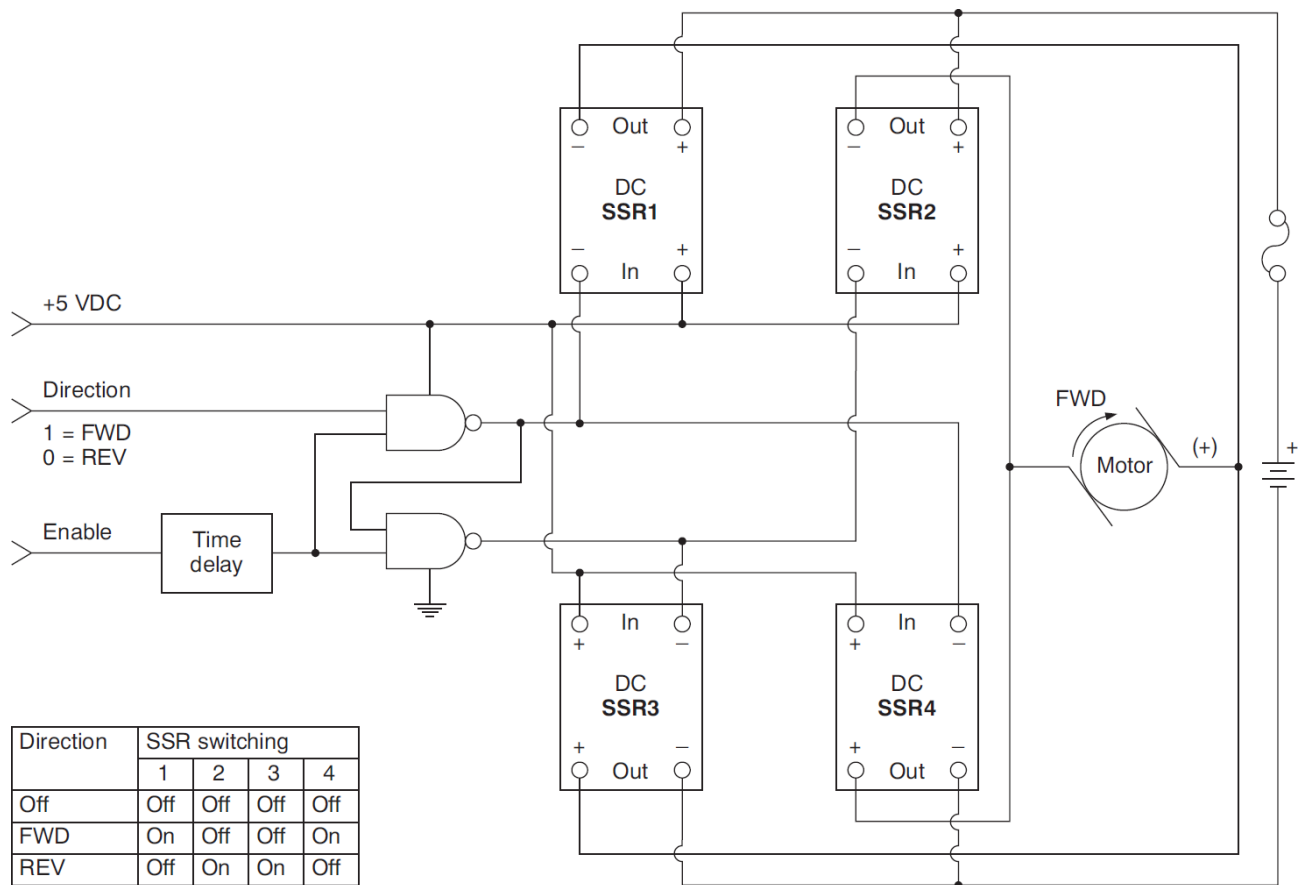 Out
− +
DC
SSR1
− +
In
Out
− +
DC
SSR2
− +
In
+5 VDC
Direction
1 = FWD
0 = REV
Enable
Time
delay
FWD
Motor
(+)
+
In
+ −
DC
SSR3
+ −
Out
In
+ −
DC
SSR4
+ −
Out
Direction SSR switching
1 2 3 4
Off Off Off Off Off
FWD On Off Off On
REV Off On On Off